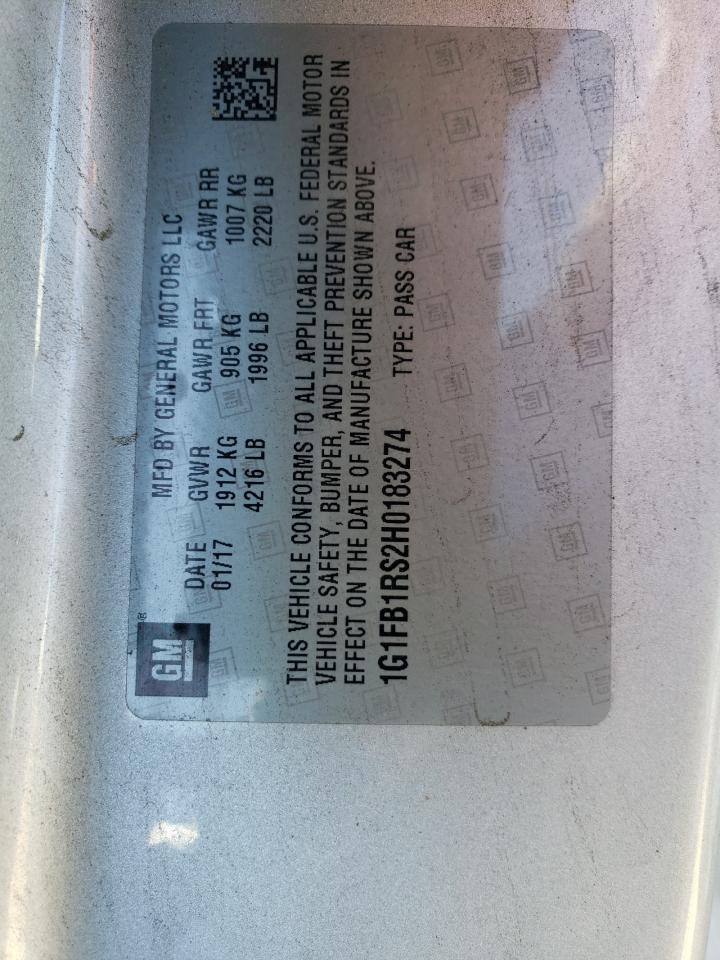 GM®
MFD BY GENERAL MOTORS LLC
DATE GVWR GAWR FRT GAWR RR
01/17 1912 KG 905 KG 1007 KG
4216 LB 1996 LB 2220 LB
THIS VEHICLE CONFORMS TO ALL APPLICABLE U.S. FEDERAL MOTOR
VEHICLE SAFETY, BUMPER, AND THEFT PREVENTION STANDARDS IN
EFFECT ON THE DATE OF MANUFACTURE SHOWN ABOVE.
1G1FB1RS2H0183274 TYPE: PASS CAR